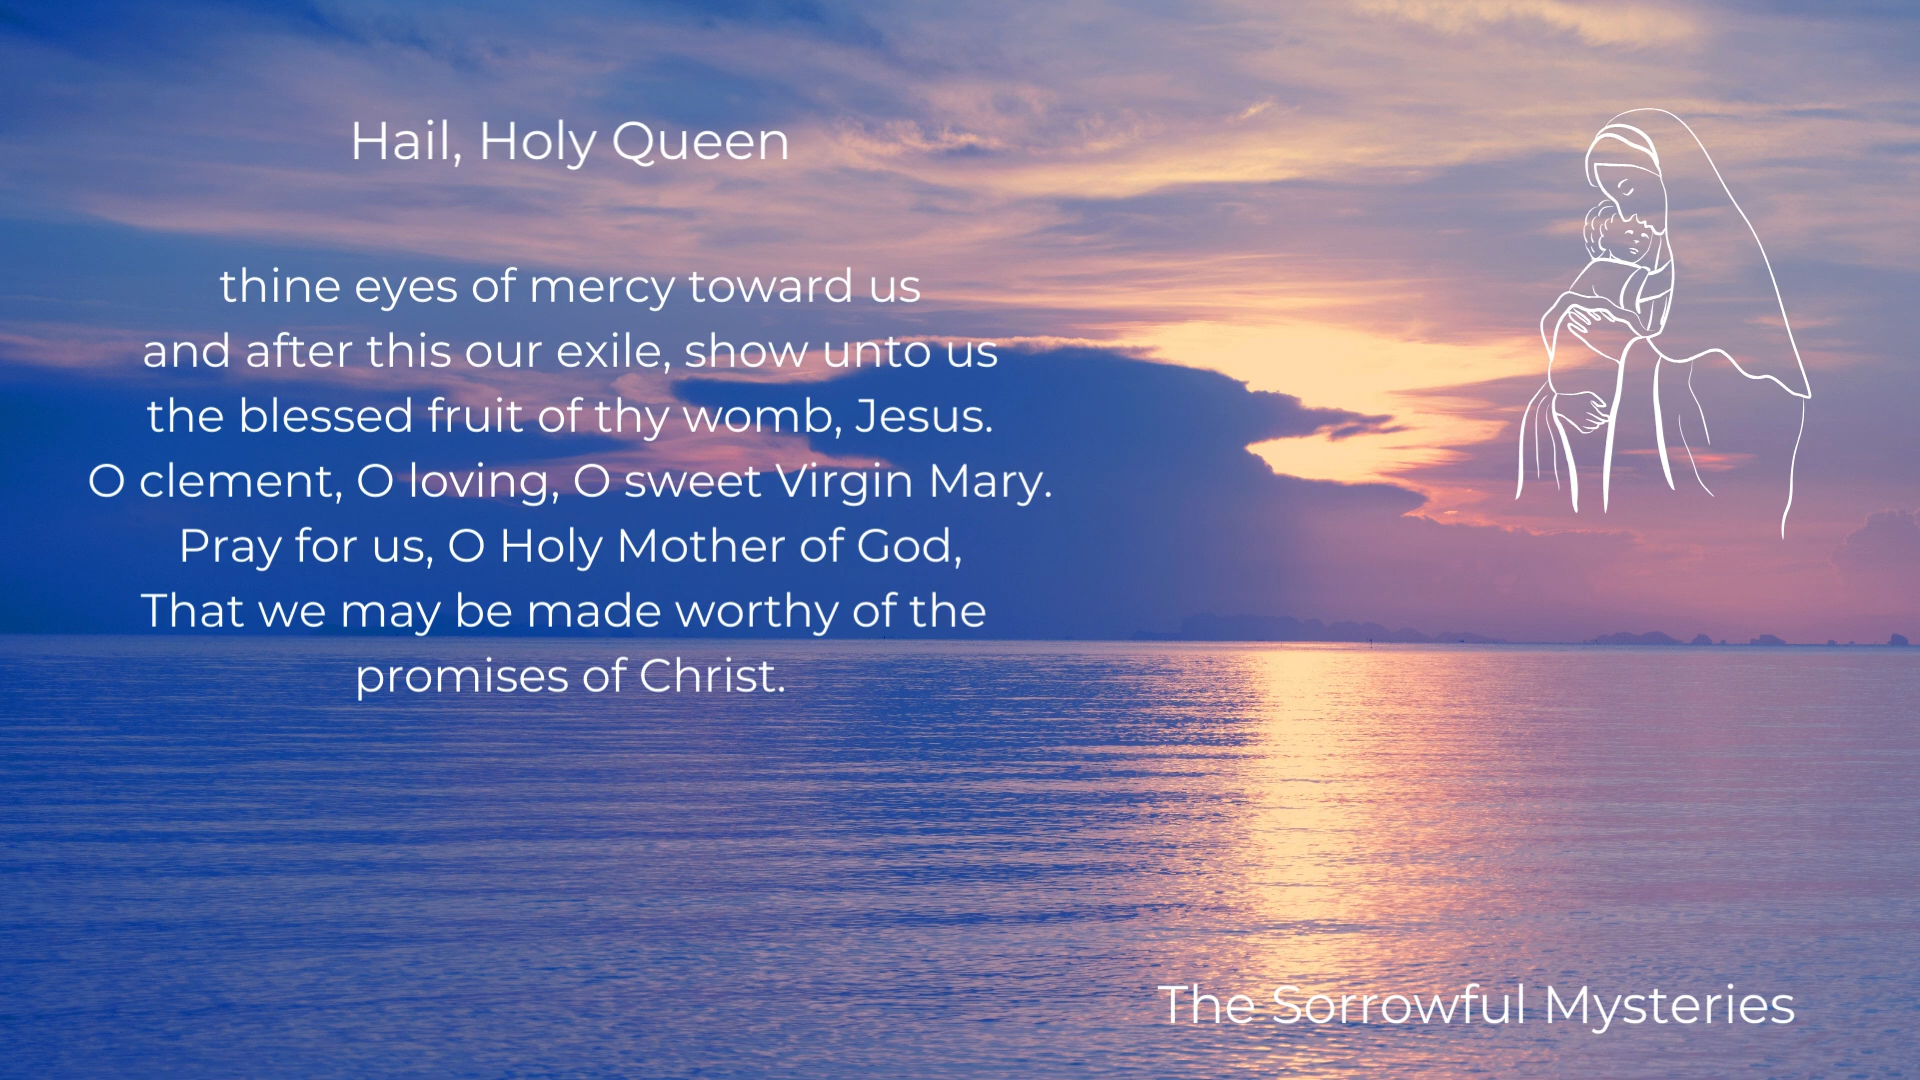 Hail, Holy Queen
thine eyes of mercy toward us
and after this our exile, show unto us
the blessed fruit of thy womb, Jesus.
O clement, O loving, O sweet Virgin Mary.
Pray for us, O Holy Mother of God,
That we may be made worthy of the
promises of Christ.
The Sorrowful Mysteries